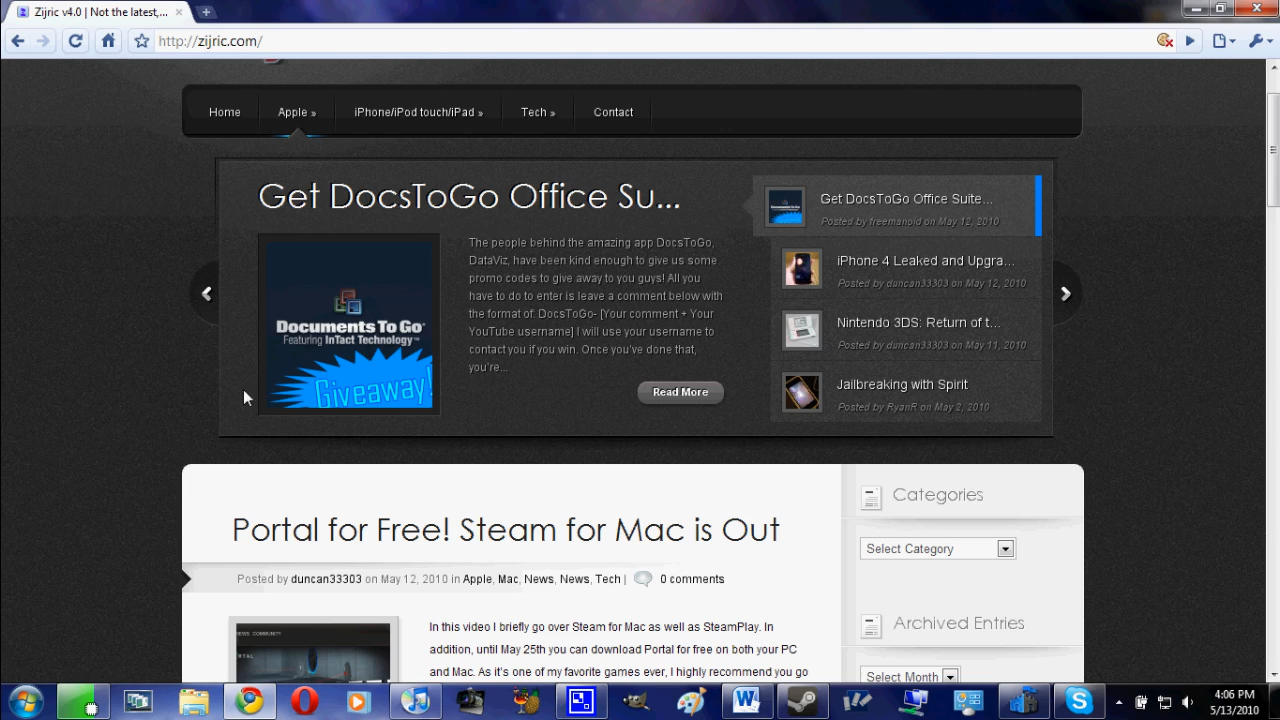 Zijric v4.0 | Not the latest,...
http://zijric.com/
Home
Apple »
iPhone/iPod touch/iPad »
Tech »
Contact
Get DocsToGo Office Su...
Documents To Go®
Featuring InTact Technology™
Giveaway!
The people behind the amazing app DocsToGo,
DataViz, have been kind enough to give us some
promo codes to give away to you guys! All you
have to do to enter is leave a comment below with
the format of: DocsToGo- [Your comment + Your
YouTube username] I will use your username to
contact you if you win. Once you've done that,
you're...
Read More
Get DocsToGo Office Suite...
Posted by freemanoid on May 12, 2010
iPhone 4 Leaked and Upgra...
Posted by duncan33303 on May 12, 2010
Nintendo 3DS: Return of t...
Posted by duncan33303 on May 11, 2010
Jailbreaking with Spirit
Posted by RyanR on May 2, 2010
Portal for Free! Steam for Mac is Out
Posted by duncan33303 on May 12, 2010 in Apple, Mac, News, News, Tech |
0 comments
NEWS COMMUNITY
In this video I briefly go over Steam for Mac as well as SteamPlay. In
addition, until May 25th you can download Portal for free on both your PC
and Mac. As it's one of my favorite games ever, I highly recommend you go
Categories
Select Category
Archived Entries
Select Month
4:06 PM
5/13/2010